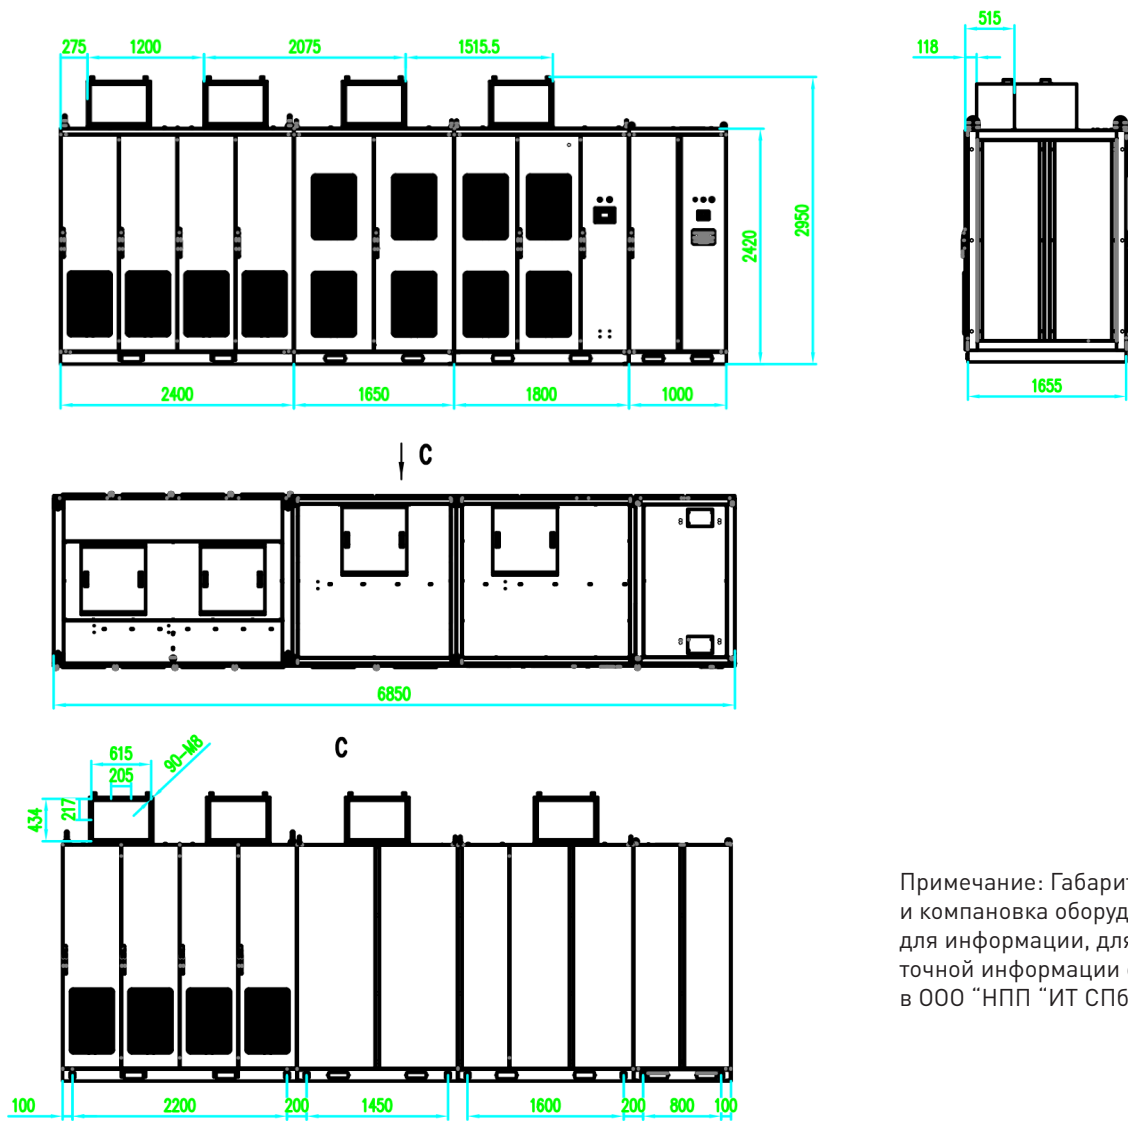 275 1200 2075 1515.5
515
118
2950
2420
2400 1650 1800 1000
1655
C
6850
C
615
90-М8
205
217
434
Примечание: Габарит
и компановка оборуд
для информации, для
точной информации
в ООО “НПП “ИТ СПб
100 2200 200 1450 1600 200 800 100